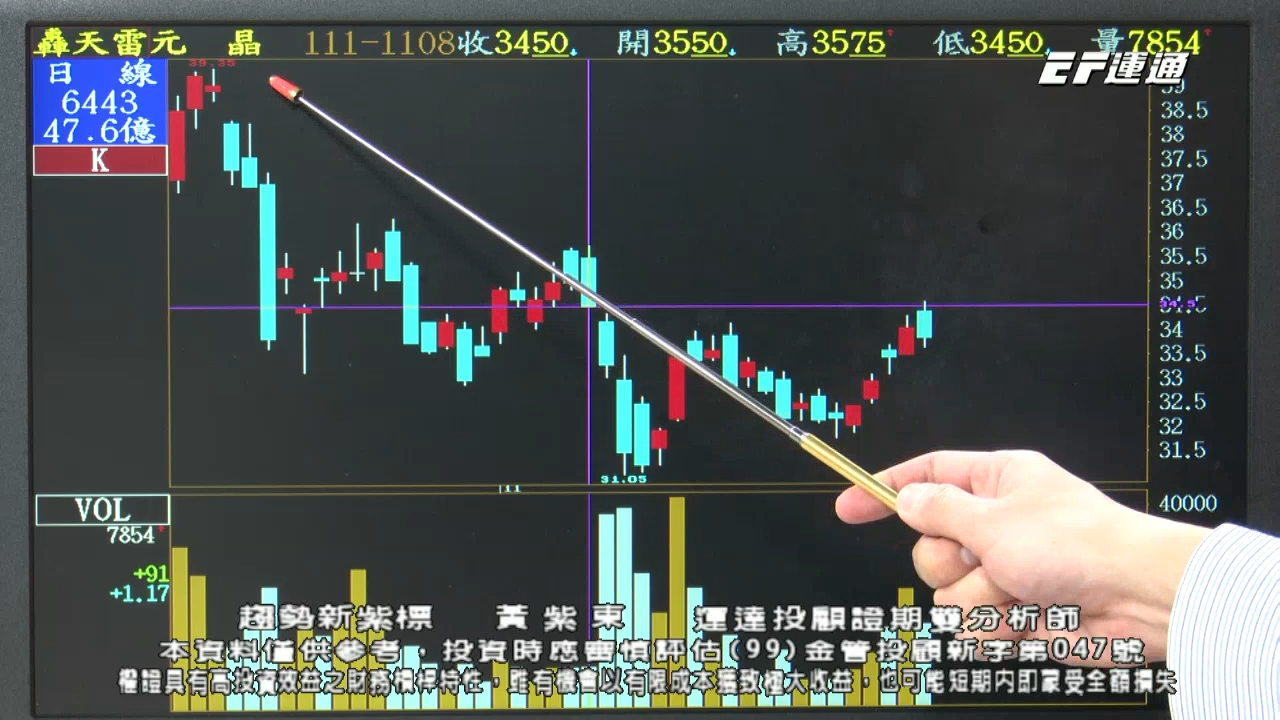 轟天雷元 晶 111-1108收3450 開3550 高3575 低3450 量7854
EF運通
日 線
6443
47.6億
K
39.35
39
38.5
38
37.5
37
36.5
36
35.5
35
34.5
34
33.5
33
32.5
32
31.5
31.05
11
VOL
7854
40000
+91
+1.17
趨勢新紫標 黃紫東 運達投顧證期雙分析師
本資料僅供參考，投資時應審慎評估(99)金管投顧新字第047號
權證具有高投資效益之財務槓桿特性，雖有機會以有限成本獲致極大收益，也可能短期內即蒙受全額損失